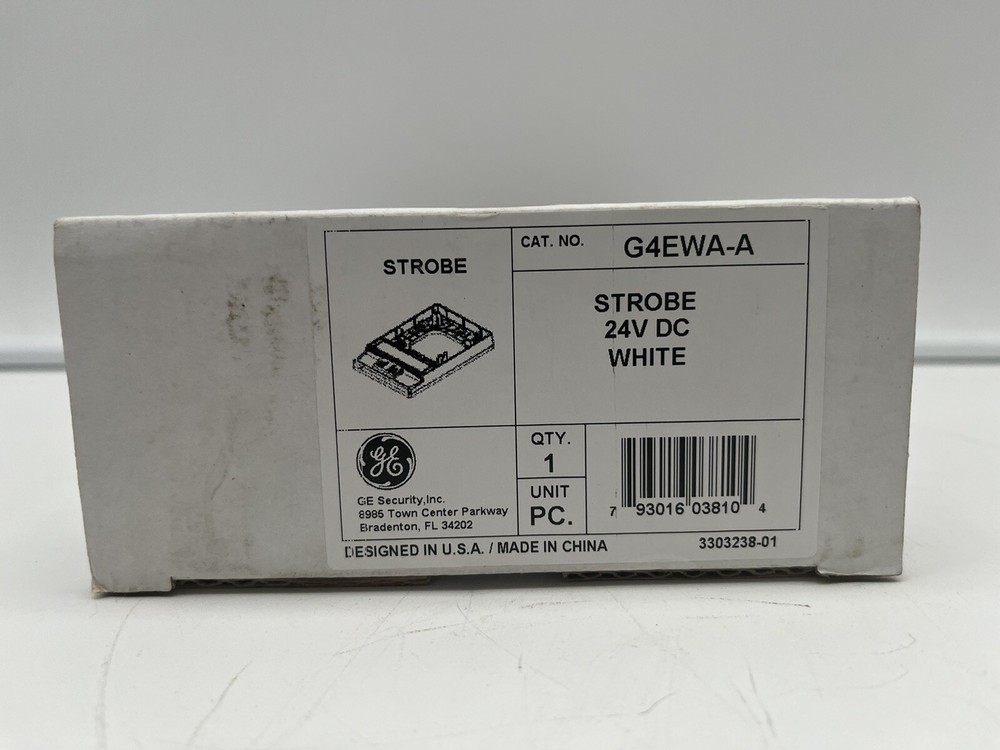 STROBE
CAT. NO. G4EWA-A
STROBE
24V DC
WHITE
GE
GE Security,Inc.
8985 Town Center Parkway
Bradenton, FL 34202
QTY.
1
UNIT
PC.
7 93016 03810 4
DESIGNED IN U.S.A. / MADE IN CHINA
3303238-01